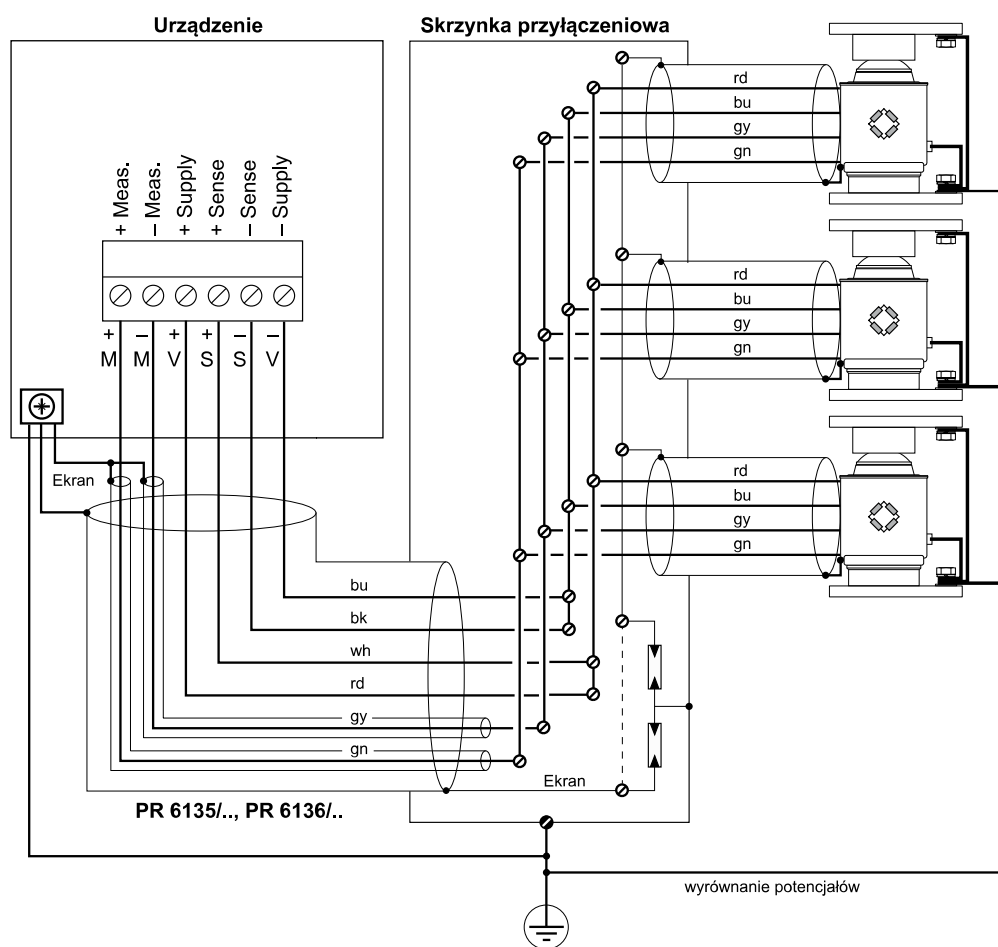 Urządzenie
Skrzynka przyłączeniowa
+ Meas.
– Meas.
+ Supply
+ Sense
– Sense
– Supply
+ – + + – –
M M V S S V
rd
bu
gy
gn
rd
bu
gy
gn
rd
bu
gy
gn
Ekran
bu
bk
wh
rd
gy
gn
Ekran
PR 6135/.., PR 6136/..
wyrównanie potencjałów